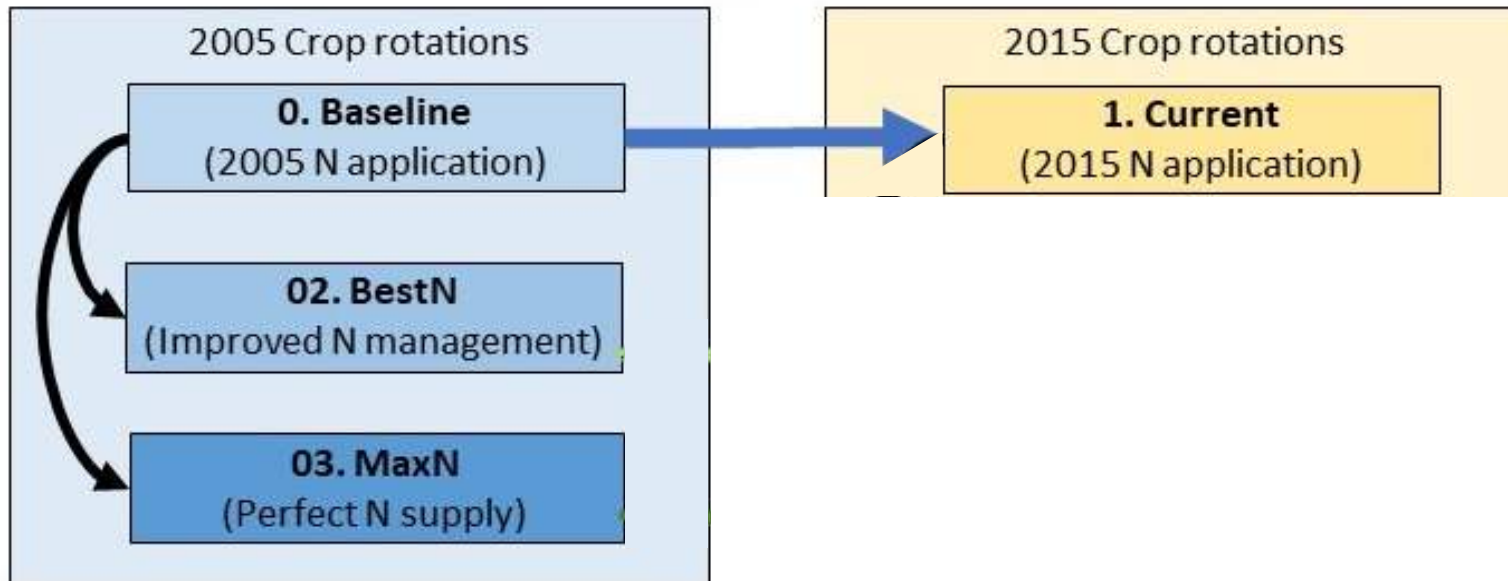 2005 Crop rotations
0. Baseline
(2005 N application)
02. BestN
(Improved N management)
03. MaxN
(Perfect N supply)
2015 Crop rotations
1. Current
(2015 N application)